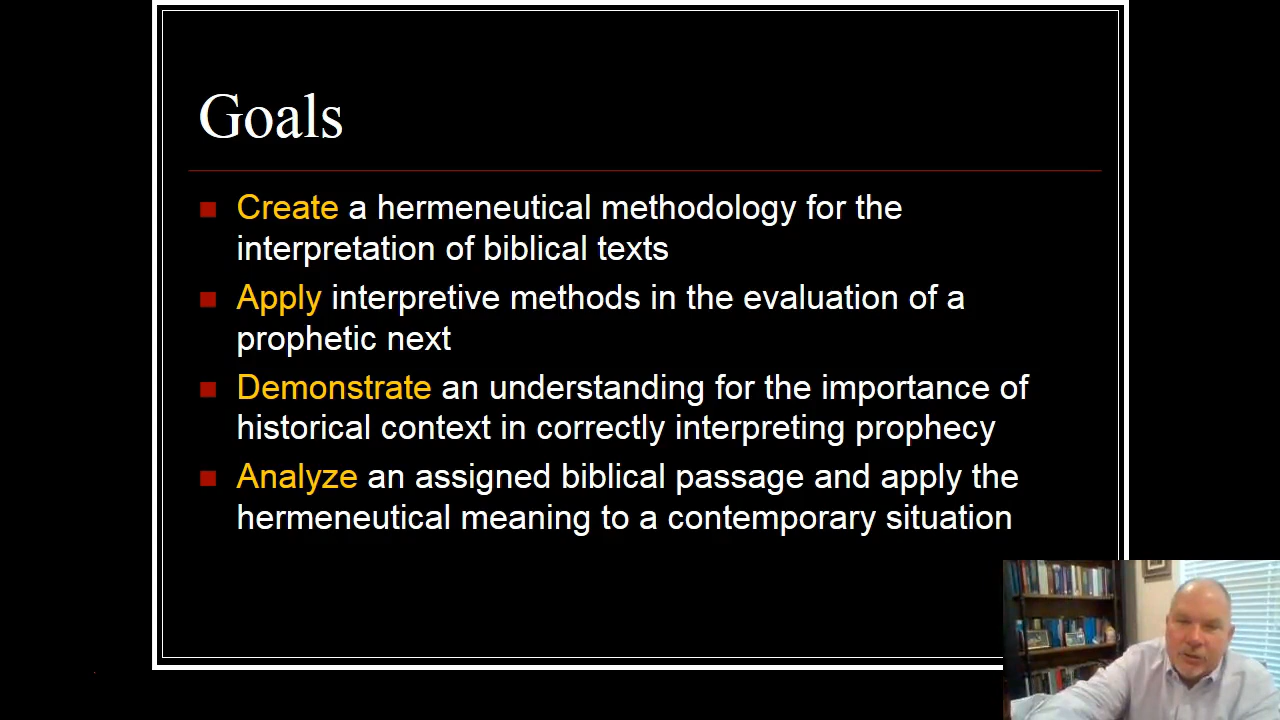 Goals
Create a hermeneutical methodology for the
interpretation of biblical texts
Apply interpretive methods in the evaluation of a
prophetic next
Demonstrate an understanding for the importance of
historical context in correctly interpreting prophecy
Analyze an assigned biblical passage and apply the
hermeneutical meaning to a contemporary situation